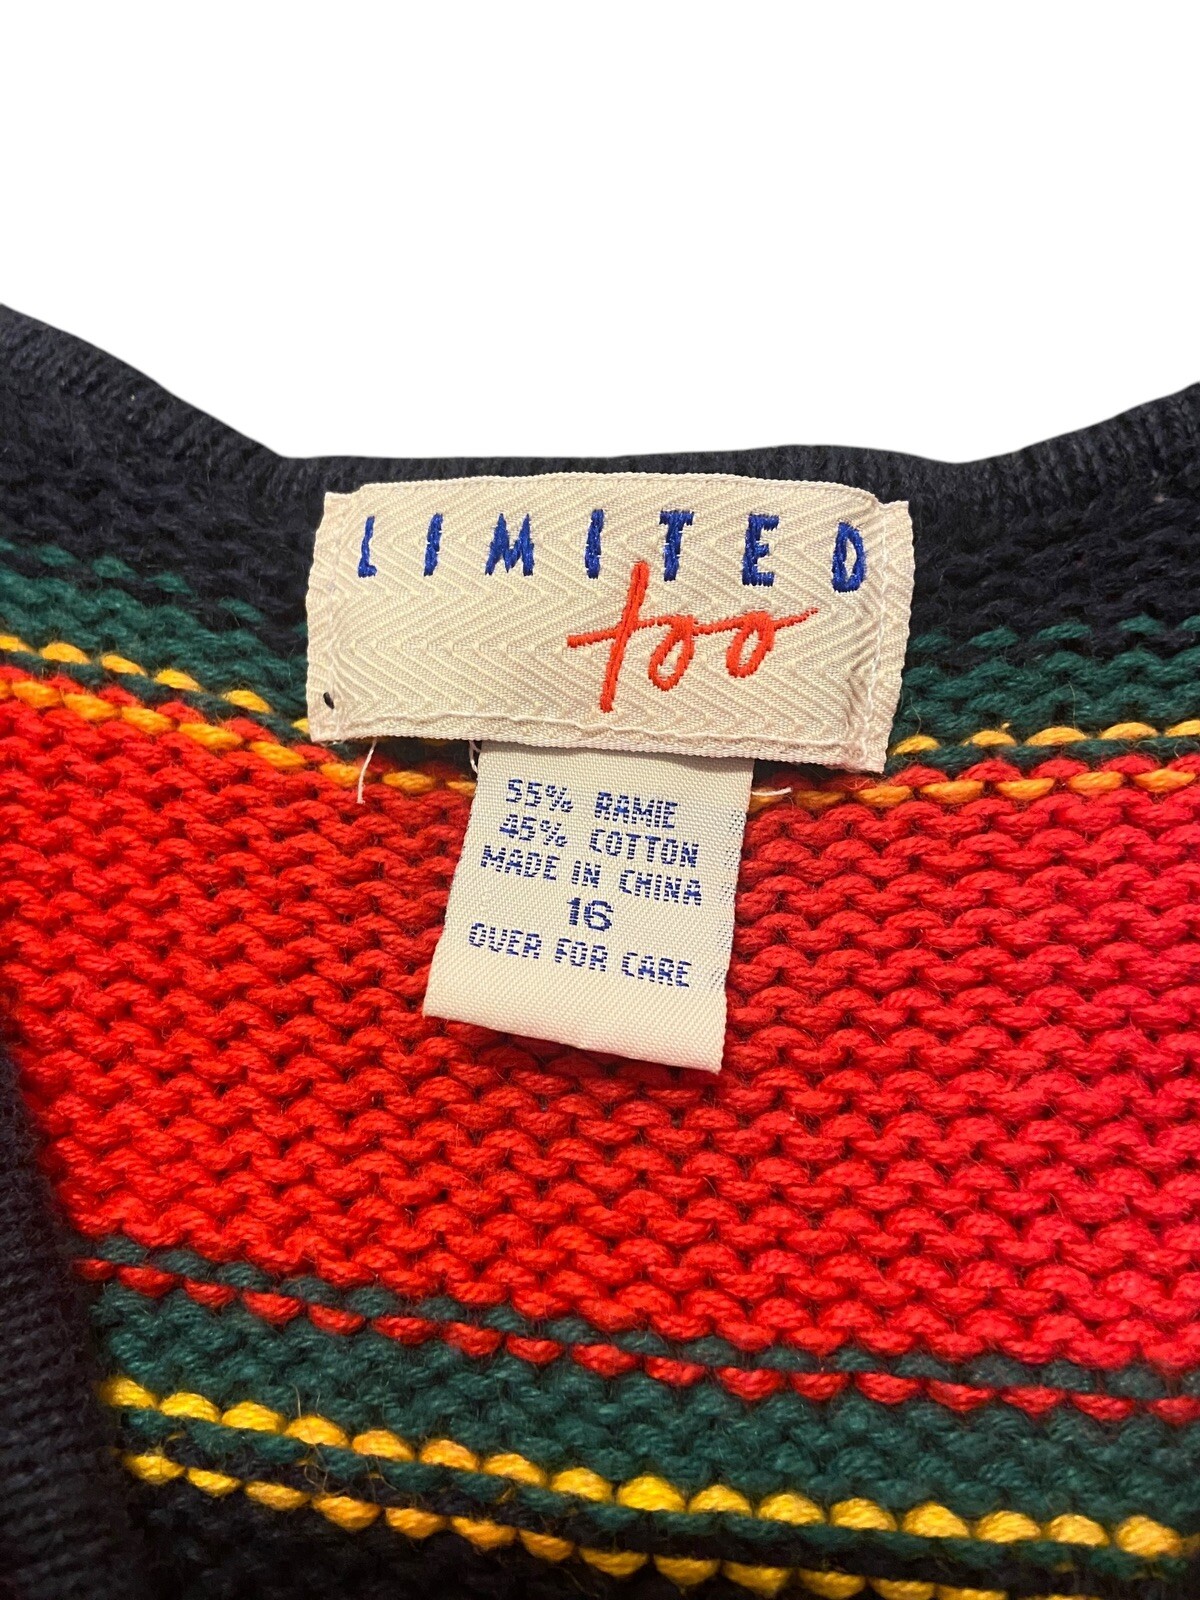 LIMITED
too
55% RAMIE
45% COTTON
MADE IN CHINA
16
OVER FOR CARE